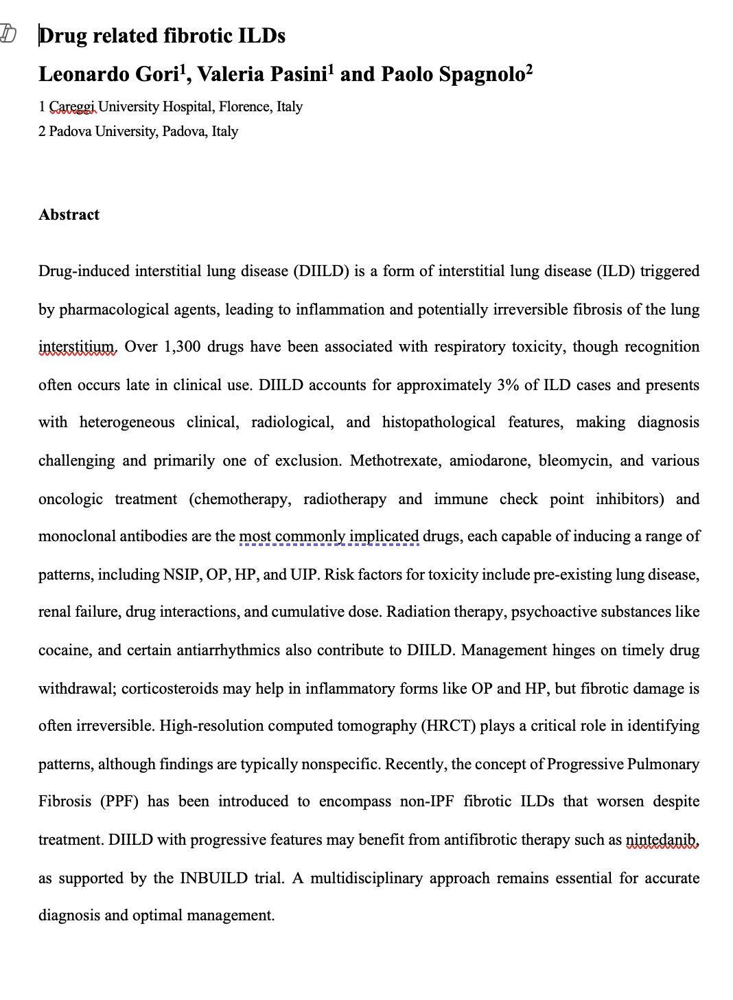 Drug related fibrotic ILDs
Leonardo Gori¹, Valeria Pasini¹ and Paolo Spagnolo²
1 Careggi University Hospital, Florence, Italy
2 Padova University, Padova, Italy
Abstract
Drug-induced interstitial lung disease (DIILD) is a form of interstitial lung disease (ILD) triggered
by pharmacological agents, leading to inflammation and potentially irreversible fibrosis of the lung
interstitium. Over 1,300 drugs have been associated with respiratory toxicity, though recognition
often occurs late in clinical use. DIILD accounts for approximately 3% of ILD cases and presents
with heterogeneous clinical, radiological, and histopathological features, making diagnosis
challenging and primarily one of exclusion. Methotrexate, amiodarone, bleomycin, and various
oncologic treatment (chemotherapy, radiotherapy and immune check point inhibitors) and
monoclonal antibodies are the most commonly implicated drugs, each capable of inducing a range of
patterns, including NSIP, OP, HP, and UIP. Risk factors for toxicity include pre-existing lung disease,
renal failure, drug interactions, and cumulative dose. Radiation therapy, psychoactive substances like
cocaine, and certain antiarrhythmics also contribute to DIILD. Management hinges on timely drug
withdrawal; corticosteroids may help in inflammatory forms like OP and HP, but fibrotic damage is
often irreversible. High-resolution computed tomography (HRCT) plays a critical role in identifying
patterns, although findings are typically nonspecific. Recently, the concept of Progressive Pulmonary
Fibrosis (PPF) has been introduced to encompass non-IPF fibrotic ILDs that worsen despite
treatment. DIILD with progressive features may benefit from antifibrotic therapy such as nintedanib,
as supported by the INBUILD trial. A multidisciplinary approach remains essential for accurate
diagnosis and optimal management.